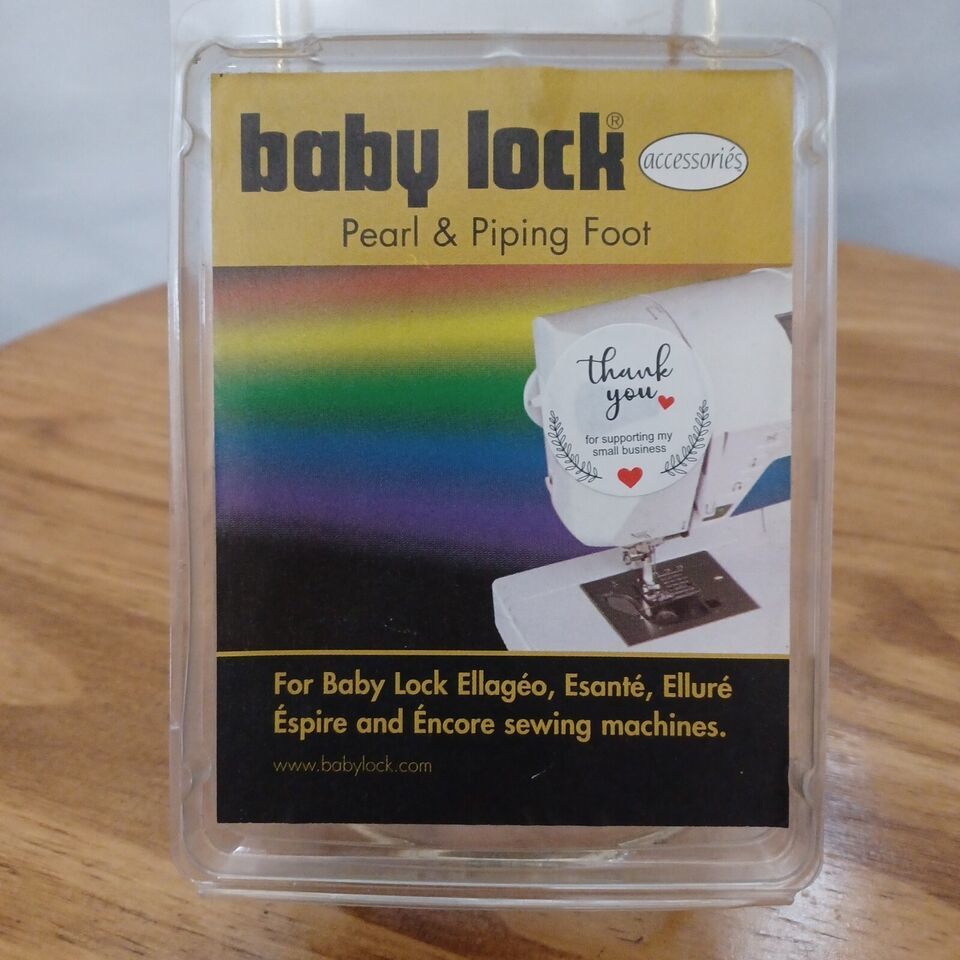 baby lock®
accessoriés
Pearl & Piping Foot
thank
you
for supporting my
small business
For Baby Lock Ellagéo, Esanté, Elluré
Éspire and Éncore sewing machines.
www.babylock.com